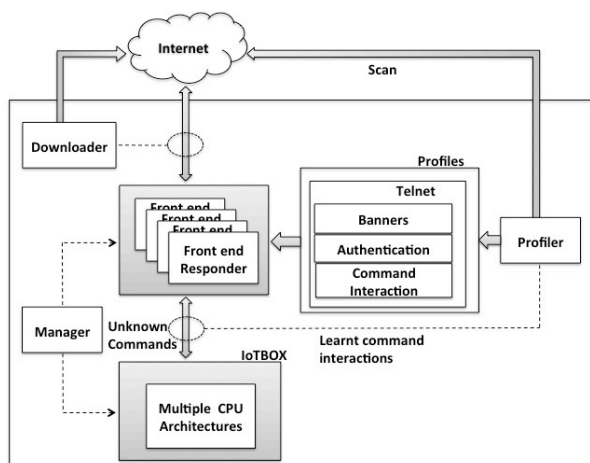 Internet
Scan
Downloader
Profiles
Telnet
Banners
Authentication
Command
Interaction
Profiler
Front end
Front end
Front end
Front end
Responder
Manager
Unknown
Commands
Learnt command
interactions
IoTBOX
Multiple CPU
Architectures